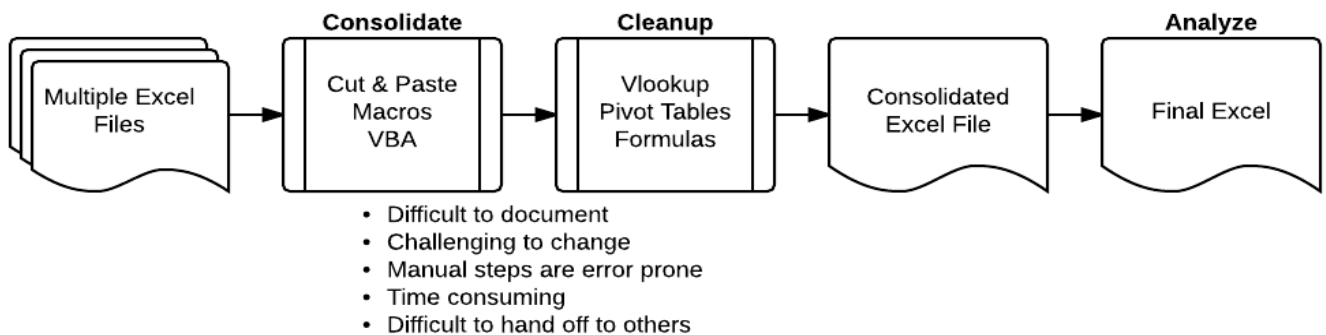 Consolidate
Cleanup
Analyze
Multiple Excel
Files
Cut & Paste
Macros
VBA
Vlookup
Pivot Tables
Formulas
Consolidated
Excel File
Final Excel
• Difficult to document
• Challenging to change
• Manual steps are error prone
• Time consuming
• Difficult to hand off to others